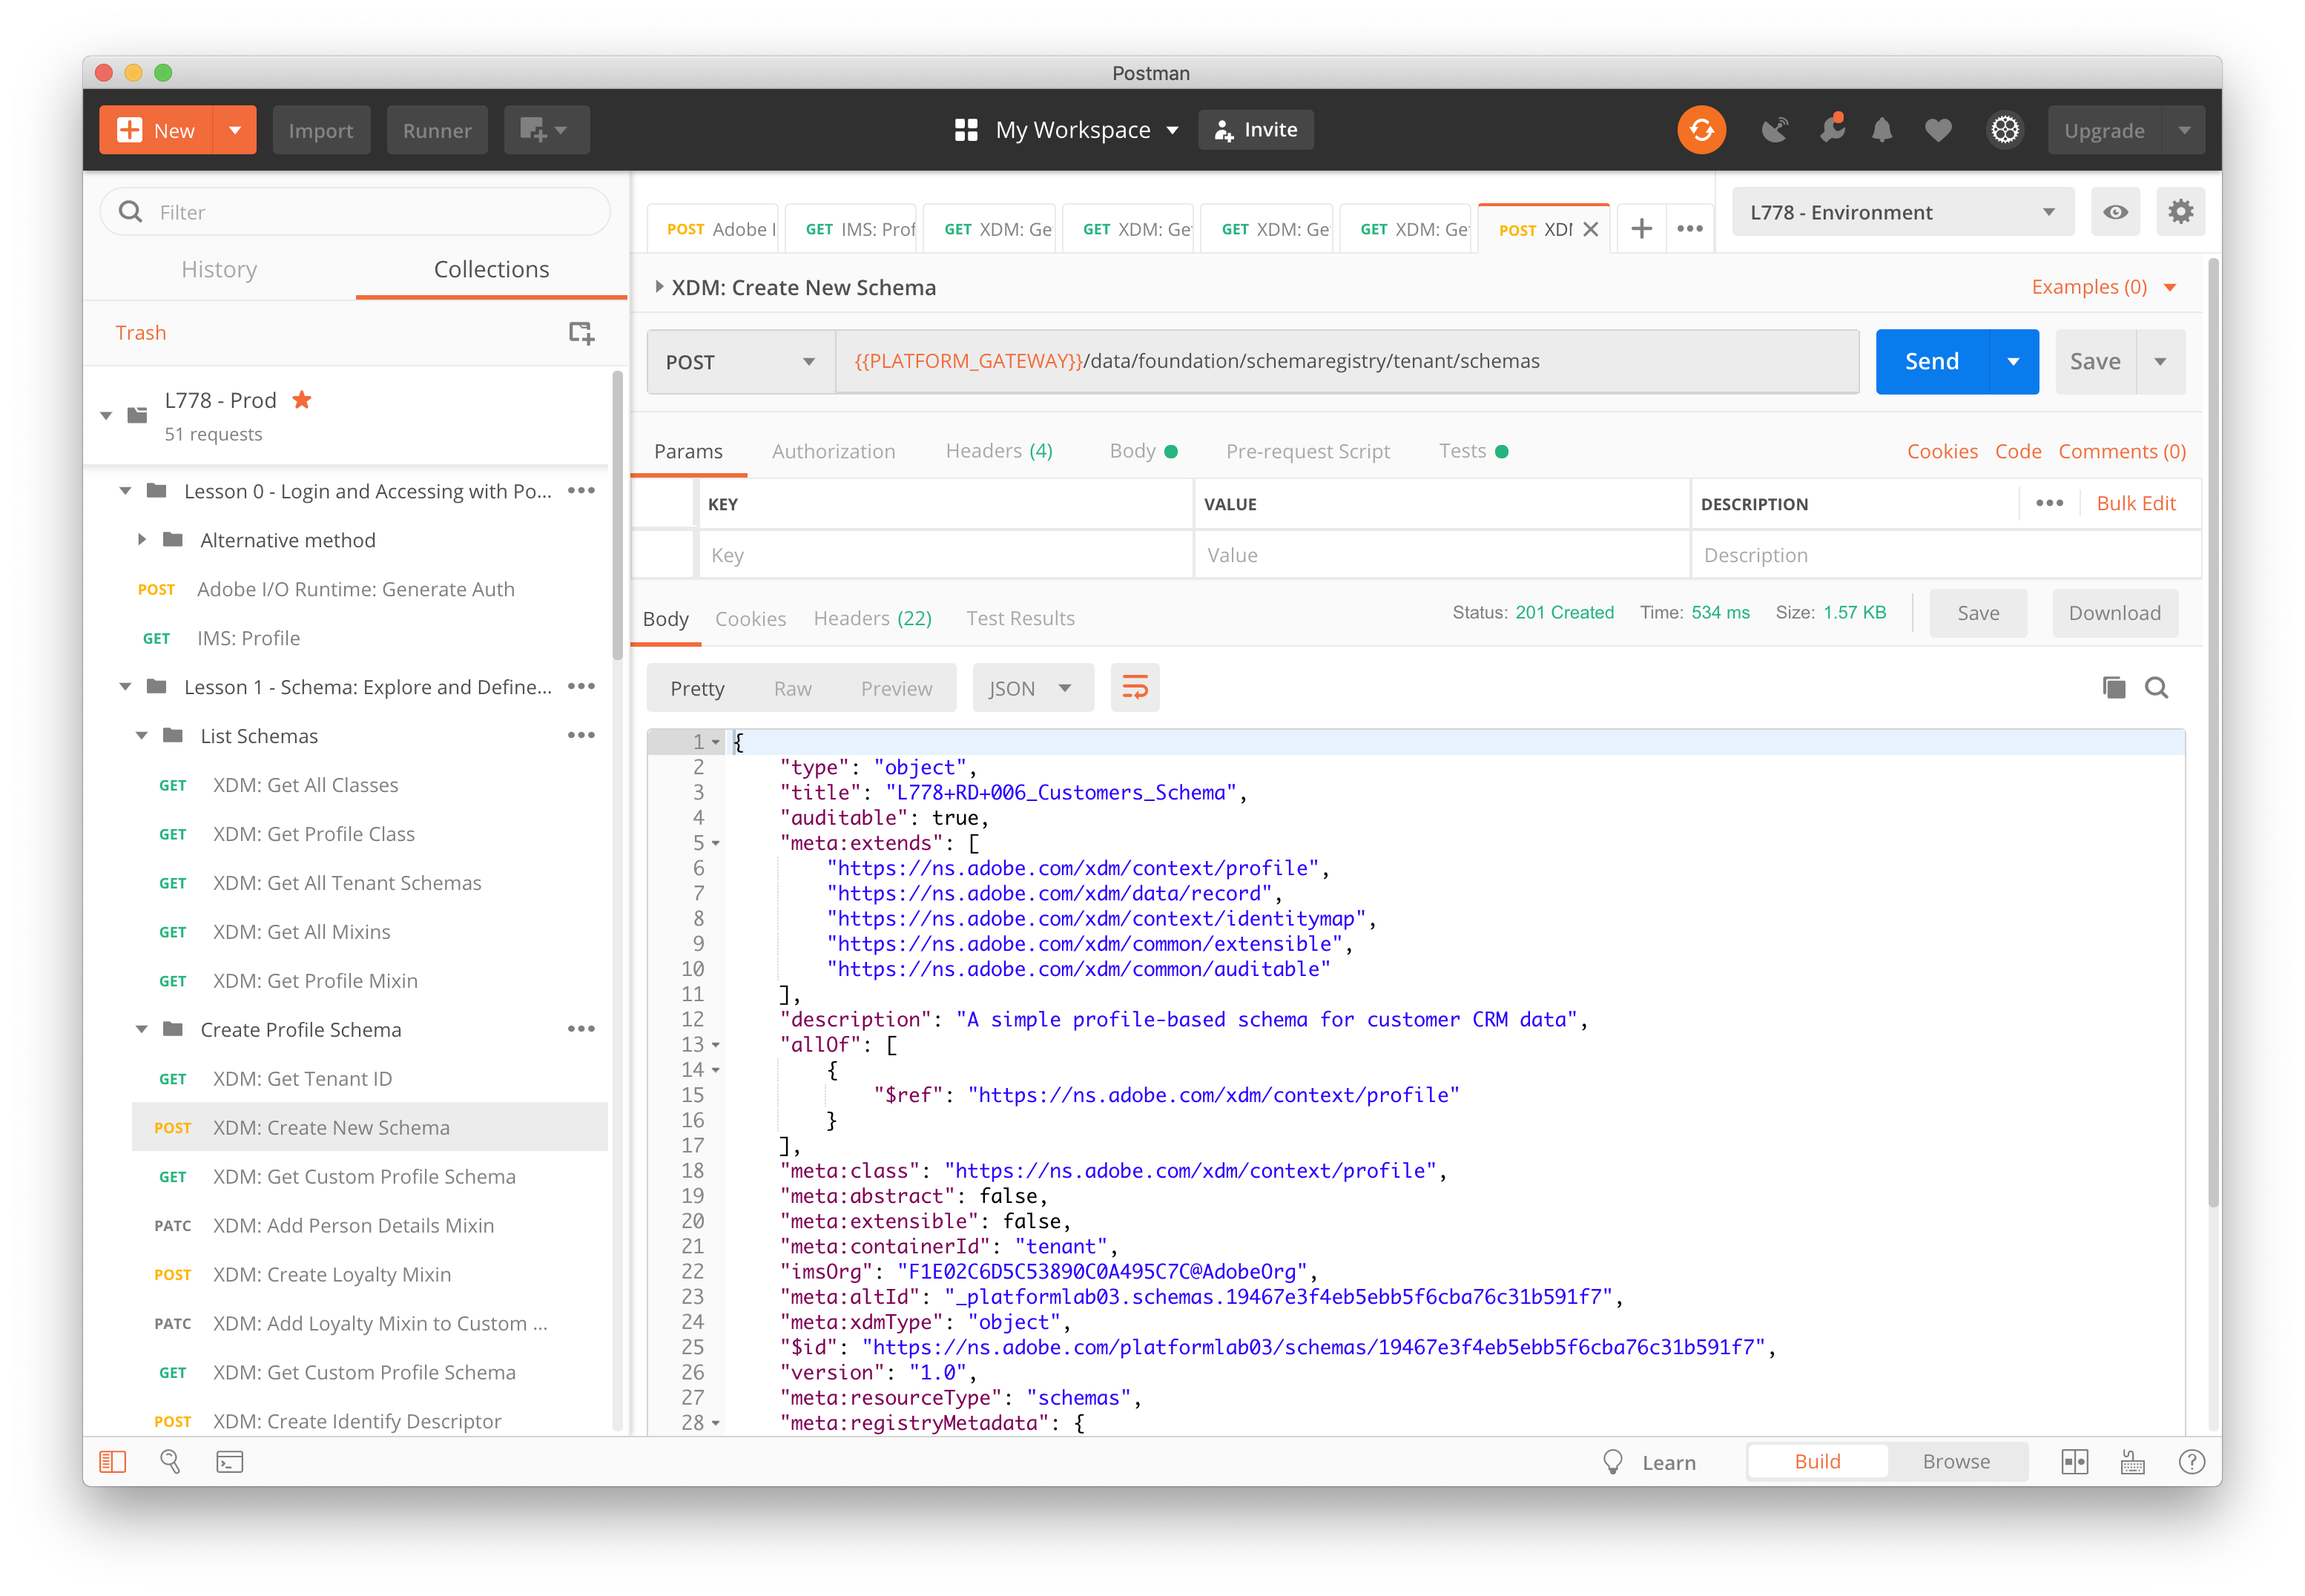 Postman
New
Import
Runner
My Workspace
Invite
Upgrade
Filter
History
Collections
Trash
L778 - Prod
51 requests
Lesson 0 - Login and Accessing with Po...
Alternative method
POST Adobe I/O Runtime: Generate Auth
GET IMS: Profile
Lesson 1 - Schema: Explore and Define...
List Schemas
GET XDM: Get All Classes
GET XDM: Get Profile Class
GET XDM: Get All Tenant Schemas
GET XDM: Get All Mixins
GET XDM: Get Profile Mixin
Create Profile Schema
GET XDM: Get Tenant ID
POST XDM: Create New Schema
GET XDM: Get Custom Profile Schema
PATC XDM: Add Person Details Mixin
POST XDM: Create Loyalty Mixin
PATC XDM: Add Loyalty Mixin to Custom ...
GET XDM: Get Custom Profile Schema
POST XDM: Create Identify Descriptor
POST Adobe I
GET IMS: Prof
GET XDM: Ge
GET XDM: Ge
GET XDM: Ge
GET XDM: Ge
POST XDM
L778 - Environment
XDM: Create New Schema
Examples (0)
POST
{{PLATFORM_GATEWAY}}/data/foundation/schemaregistry/tenant/schemas
Send
Save
Params
Authorization
Headers (4)
Body
Pre-request Script
Tests
Cookies
Code
Comments (0)
KEY
VALUE
DESCRIPTION
Bulk Edit
Key
Value
Description
Body
Cookies
Headers (22)
Test Results
Status: 201 Created
Time: 534 ms
Size: 1.57 KB
Save
Download
Pretty
Raw
Preview
JSON
1 {
2 "type": "object",
3 "title": "L778+RD+006_Customers_Schema",
4 "auditable": true,
5 "meta:extends": [
6 "https://ns.adobe.com/xdm/context/profile",
7 "https://ns.adobe.com/xdm/data/record",
8 "https://ns.adobe.com/xdm/context/identitymap",
9 "https://ns.adobe.com/xdm/common/extensible",
10 "https://ns.adobe.com/xdm/common/auditable"
11 ],
12 "description": "A simple profile-based schema for customer CRM data",
13 "allOf": [
14 {
15 "$ref": "https://ns.adobe.com/xdm/context/profile"
16 }
17 ],
18 "meta:class": "https://ns.adobe.com/xdm/context/profile",
19 "meta:abstract": false,
20 "meta:extensible": false,
21 "meta:containerId": "tenant",
22 "imsOrg": "F1E02C6D5C53890C0A495C7C@AdobeOrg",
23 "meta:altId": "_platformlab03.schemas.19467e3f4eb5ebb5f6cba76c31b591f7",
24 "meta:xdmType": "object",
25 "$id": "https://ns.adobe.com/platformlab03/schemas/19467e3f4eb5ebb5f6cba76c31b591f7",
26 "version": "1.0",
27 "meta:resourceType": "schemas",
28 "meta:registryMetadata": {
Learn
Build
Browse